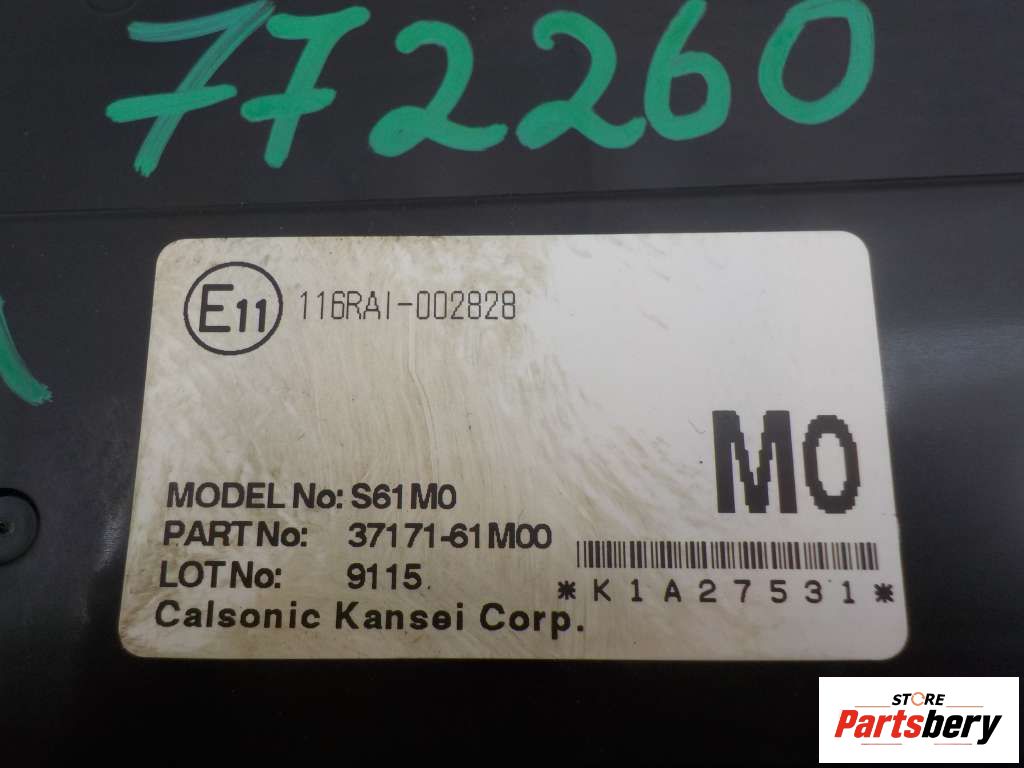 772260
E11 116RAI-002828
M0
MODEL No: S61M0
PART No: 37171-61M00
LOT No: 9115
*K1A27531*
Calsonic Kansei Corp.
STORE
Partsbery